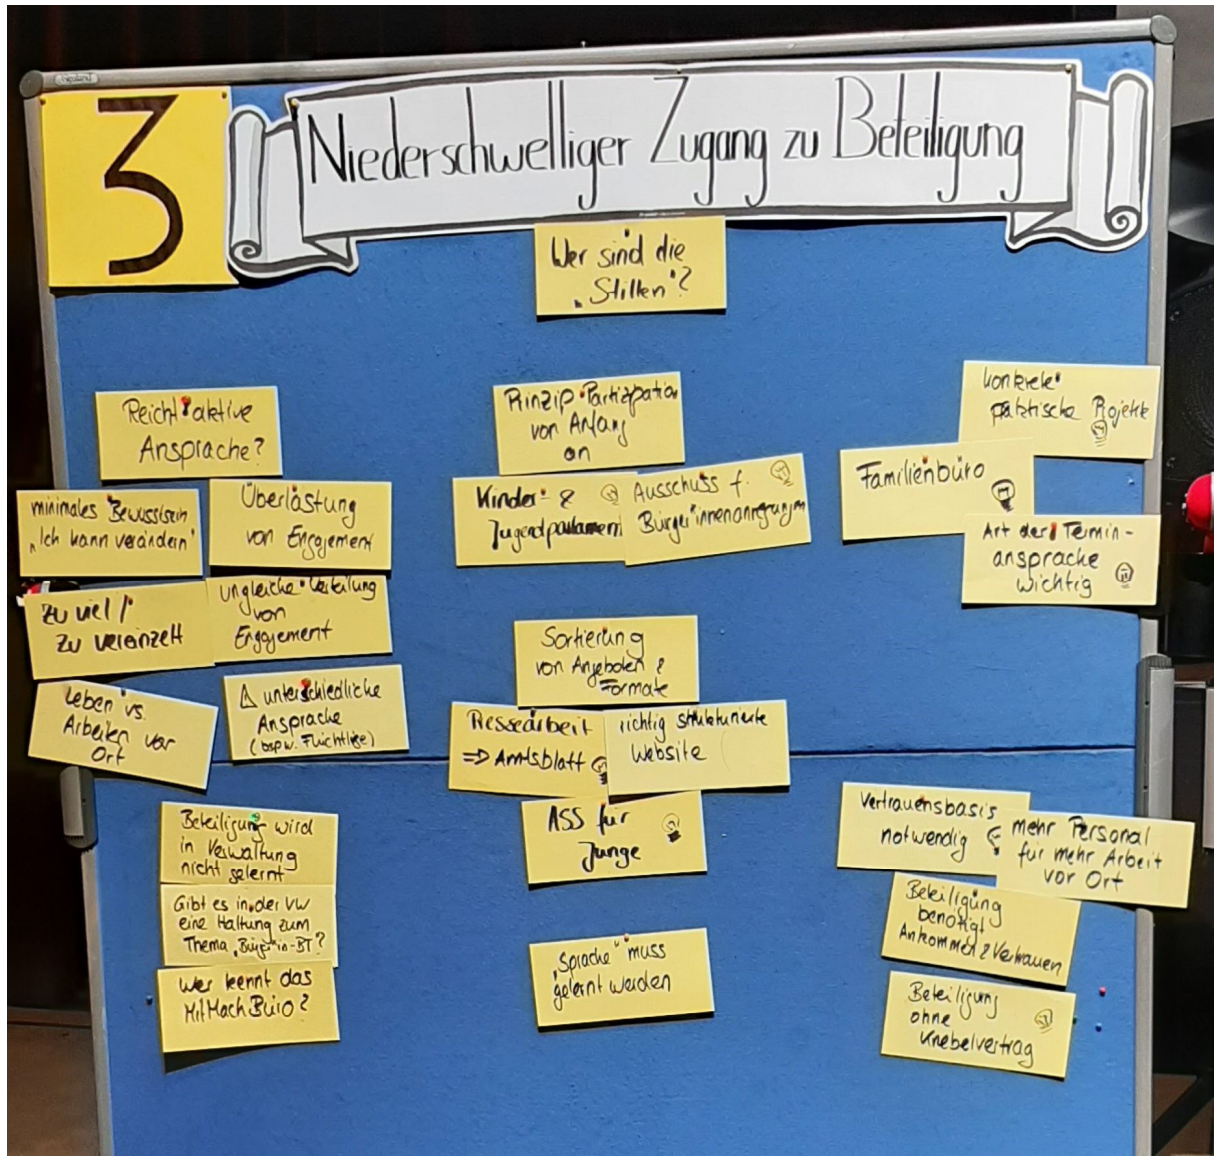 3
Niederschwelliger Zugang zu Beteiligung
Wer sind die
"Stillen"?
Reicht aktive
Ansprache?
minimales Bewusstsein
"Ich kann verändern"
Überlastung
von Engagement
zu viel /
zu vereinzelt
ungleiche Verteilung
von
Engagement
Leben vs.
Arbeiten vor
Ort
⚠ unterschiedliche
Ansprache
(bspw. Flüchtlige)
Beteiligung wird
in Verwaltung
nicht gelernt
Gibt es in der VW
eine Haltung zum
Thema "Bürg*in-BT"?
Wer kennt das
MitMachBüro?
Prinzip Partizpation
von Anfang
an
Kinder- &
Jugendparlament
Ausschuss f.
Bürger*innenanregungen
Sortierung
von Angeboten &
Formate
Pressearbeit
=> Amtsblatt
richtig strukturierte
Website
ASS für
Junge
"Sprache" muss
gelernt werden
konkrete
praktische Projekte
Familienbüro
Art der Termin-
ansprache
wichtig
Vertrauensbasis
notwendig
mehr Personal
für mehr Arbeit
vor Ort
Beteiligung
benötigt
Ankommen & Vertrauen
Beteiligung
ohne
Knebelvertrag